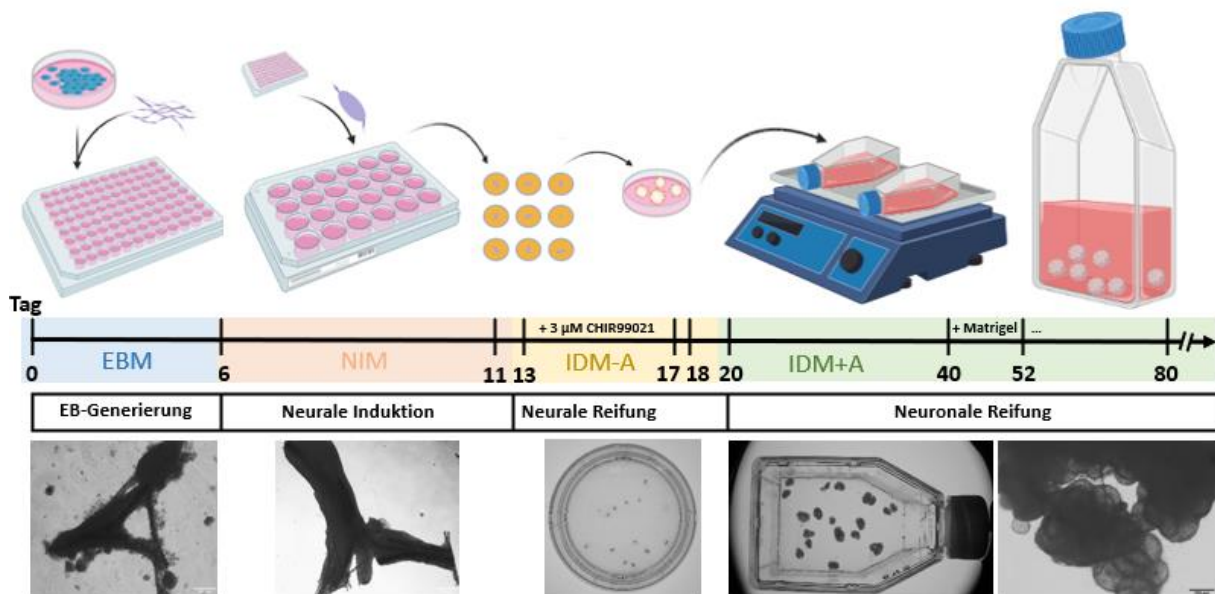 Tag
+ 3 µM CHIR99021
+ Matrigel ...
EBM NIM IDM-A IDM+A
0 6 11 13 17 18 20 40 52 80
EB-Generierung Neurale Induktion Neurale Reifung Neuronale Reifung